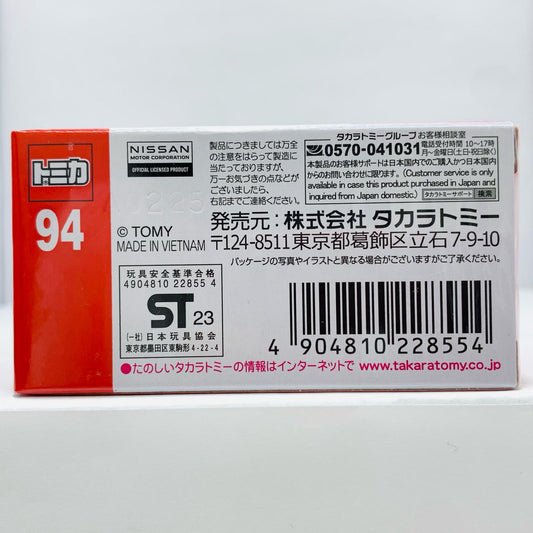 トミカ
94
NISSAN
MOTOR CORPORATION
OFFICIAL LICENSED PRODUCT
製品につきましては万全
の注意をはらって製造に
当たっておりますが、
万一お気づきの点などが
ございましたら、
右記までご連絡ください。
タカラトミーグループ お客様相談室
0570-041031
電話受付時間 10〜17時
月〜金曜日(土日・祝日除く)
本製品のお客様サポートは日本国内でのご購入かつ日本国内
からのお問い合わせに限ります。(Customer service is only
available in case this product purchased in Japan and
inquired from Japan domestic.)
タカラトミーサポート 検索
© TOMY
MADE IN VIETNAM
発売元：株式会社 タカラトミー
〒124-8511東京都葛飾区立石7-9-10
パッケージの写真やイラストと異なる場合がございますがご了承ください。
玩具安全基準合格
4904810 22855 4
ST 23
(一社)日本玩具協会
東京都墨田区東駒形4-22-4
4 904810 228554
●たのしいタカラトミーの情報はインターネットで www.takaratomy.co.jp